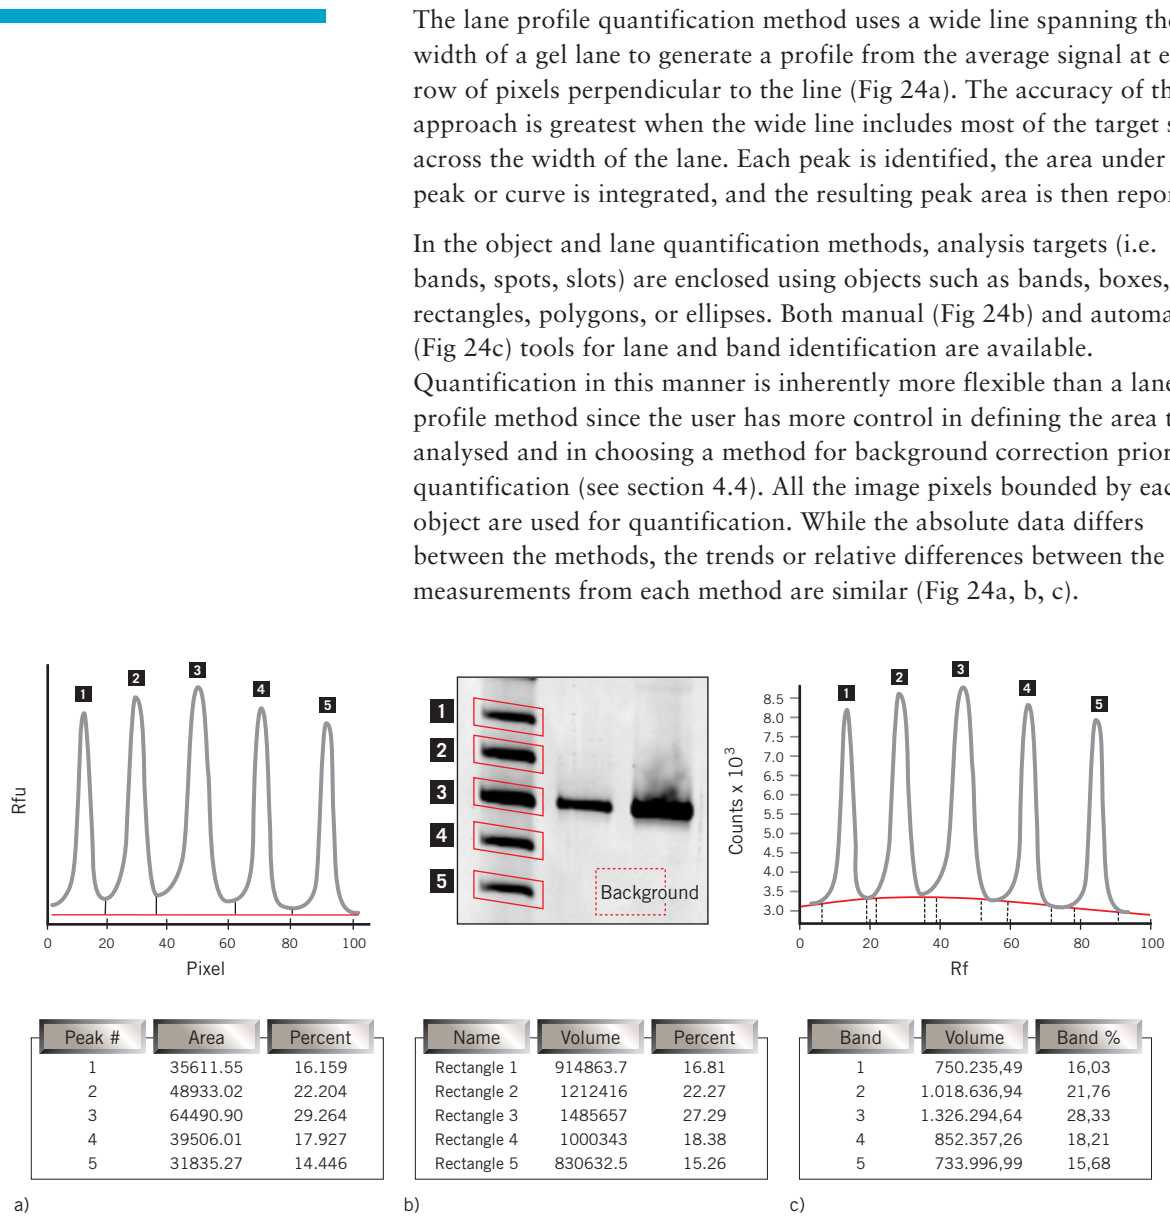 The lane profile quantification method uses a wide line spanning the
width of a gel lane to generate a profile from the average signal at e
row of pixels perpendicular to the line (Fig 24a). The accuracy of th
approach is greatest when the wide line includes most of the target s
across the width of the lane. Each peak is identified, the area under
peak or curve is integrated, and the resulting peak area is then repor
In the object and lane quantification methods, analysis targets (i.e.
bands, spots, slots) are enclosed using objects such as bands, boxes,
rectangles, polygons, or ellipses. Both manual (Fig 24b) and automa
(Fig 24c) tools for lane and band identification are available.
Quantification in this manner is inherently more flexible than a lane
profile method since the user has more control in defining the area t
analysed and in choosing a method for background correction prior
quantification (see section 4.4). All the image pixels bounded by eac
object are used for quantification. While the absolute data differs
between the methods, the trends or relative differences between the
measurements from each method are similar (Fig 24a, b, c).
1 2 3 4 5
Rfu
0 20 40 60 80 100
Pixel
Peak # Area Percent
1 35611.55 16.159
2 48933.02 22.204
3 64490.90 29.264
4 39506.01 17.927
5 31835.27 14.446
a)
1
2
3
4
5
Background
Name Volume Percent
Rectangle 1 914863.7 16.81
Rectangle 2 1212416 22.27
Rectangle 3 1485657 27.29
Rectangle 4 1000343 18.38
Rectangle 5 830632.5 15.26
b)
1 2 3 4 5
Counts x 10³
8.5
8.0
7.5
7.0
6.5
6.0
5.5
5.0
4.5
4.0
3.5
3.0
0 20 40 60 80 100
Rf
Band Volume Band %
1 750.235,49 16,03
2 1.018.636,94 21,76
3 1.326.294,64 28,33
4 852.357,26 18,21
5 733.996,99 15,68
c)